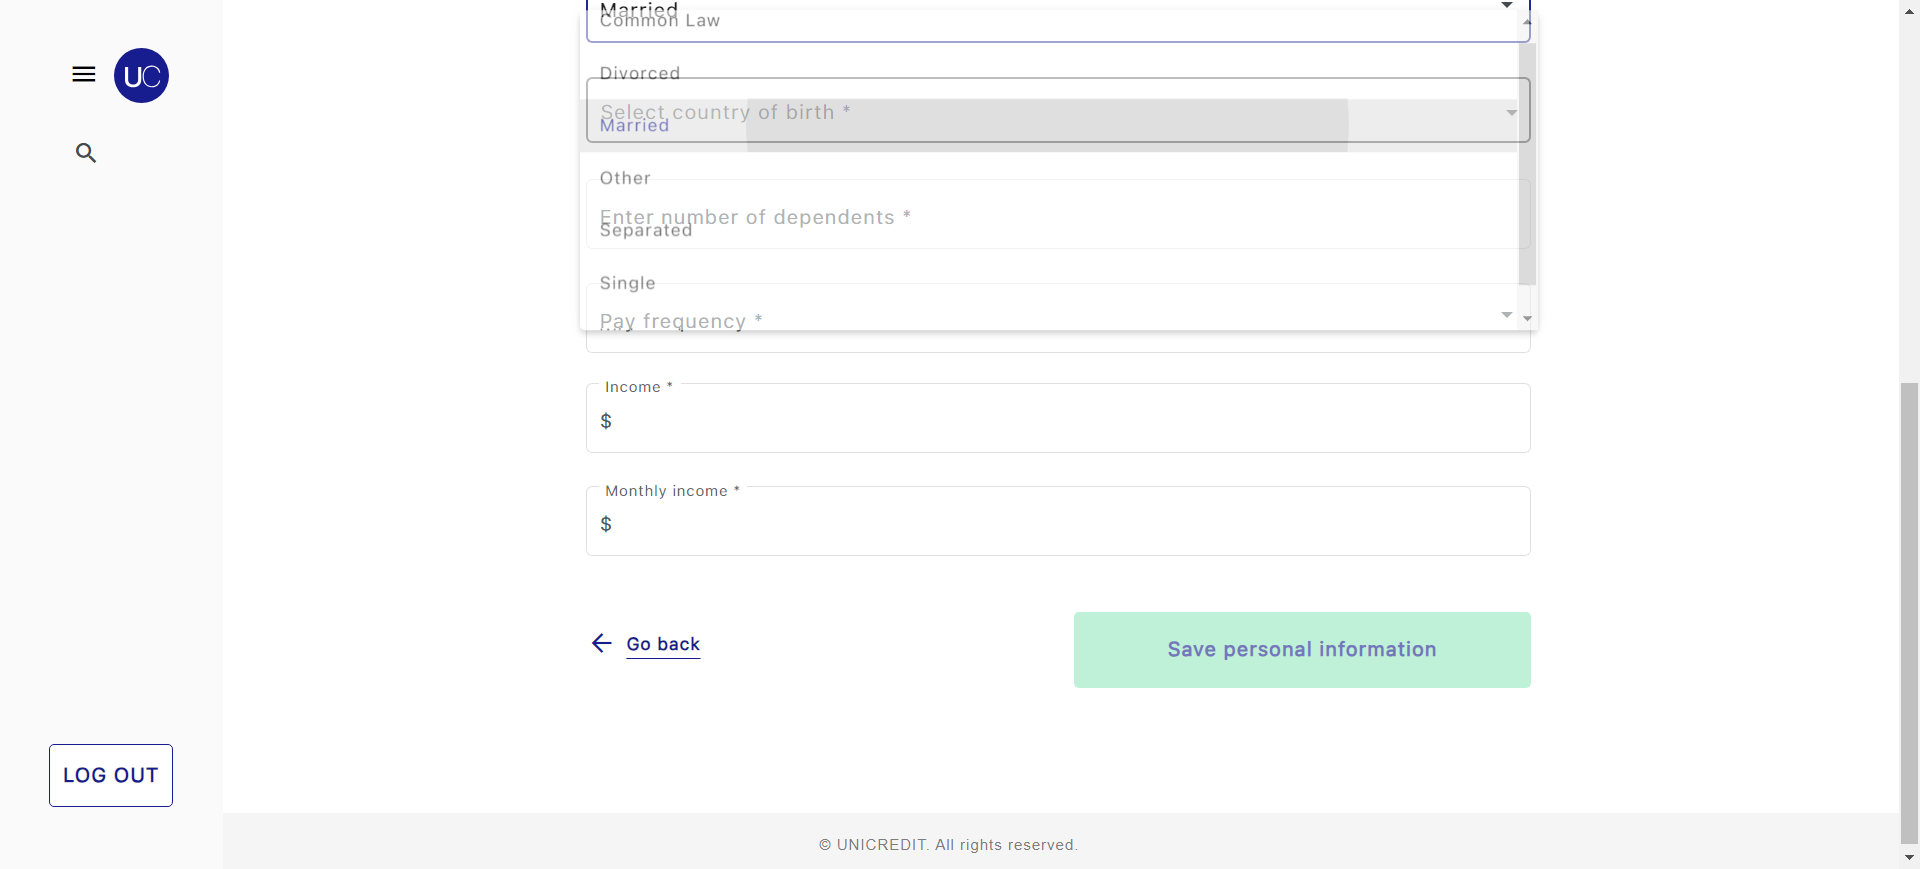 Married
Common Law
UC
Divorced
Select country of birth *
Married
Other
Enter number of dependents *
Separated
Single
Pay frequency *
Income *
$
Monthly income *
$
Go back
Save personal information
LOG OUT
© UNICREDIT. All rights reserved.